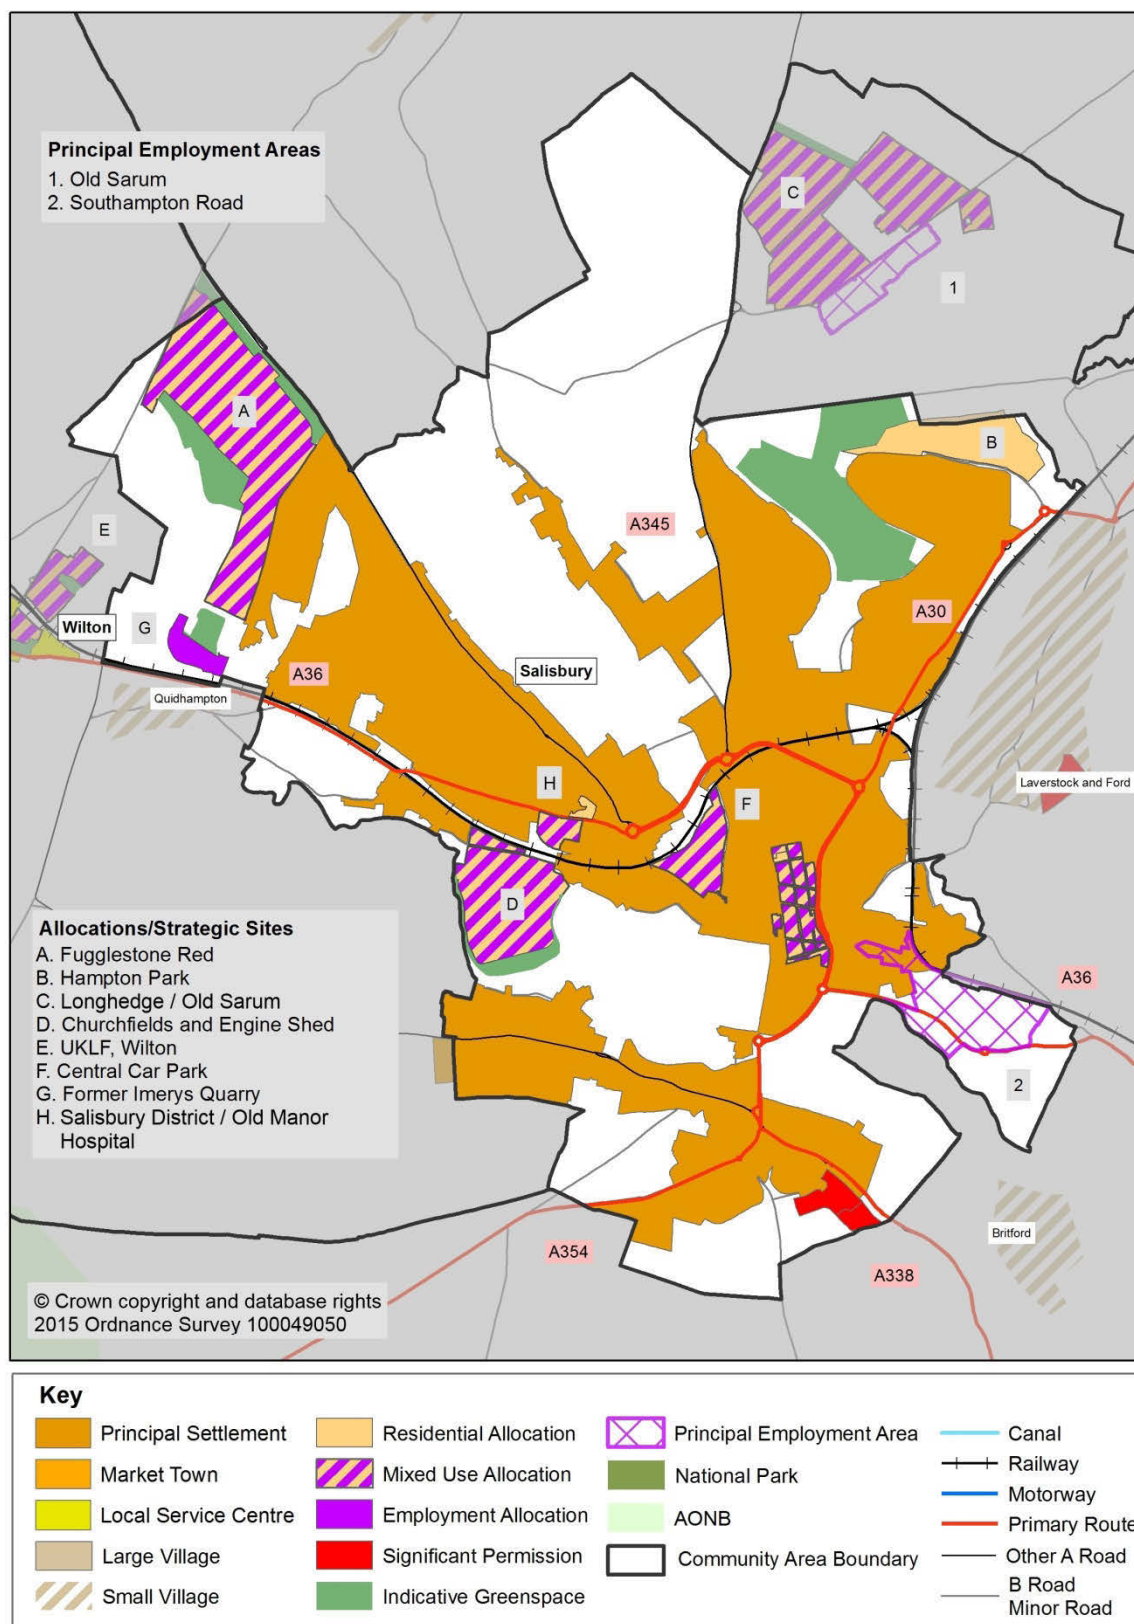 Principal Employment Areas
1. Old Sarum
2. Southampton Road
C
1
A
B
E
A345
A30
Wilton
G
A36
Salisbury
Quidhampton
H
F
Laverstock and Ford
D
Allocations/Strategic Sites
A. Fugglestone Red
B. Hampton Park
C. Longhedge / Old Sarum
D. Churchfields and Engine Shed
E. UKLF, Wilton
F. Central Car Park
G. Former Imerys Quarry
H. Salisbury District / Old Manor
Hospital
A36
2
Britford
A354
A338
© Crown copyright and database rights
2015 Ordnance Survey 100049050
Key
Principal Settlement
Market Town
Local Service Centre
Large Village
Small Village
Residential Allocation
Mixed Use Allocation
Employment Allocation
Significant Permission
Indicative Greenspace
Principal Employment Area
National Park
AONB
Community Area Boundary
Canal
Railway
Motorway
Primary Route
Other A Road
B Road
Minor Road